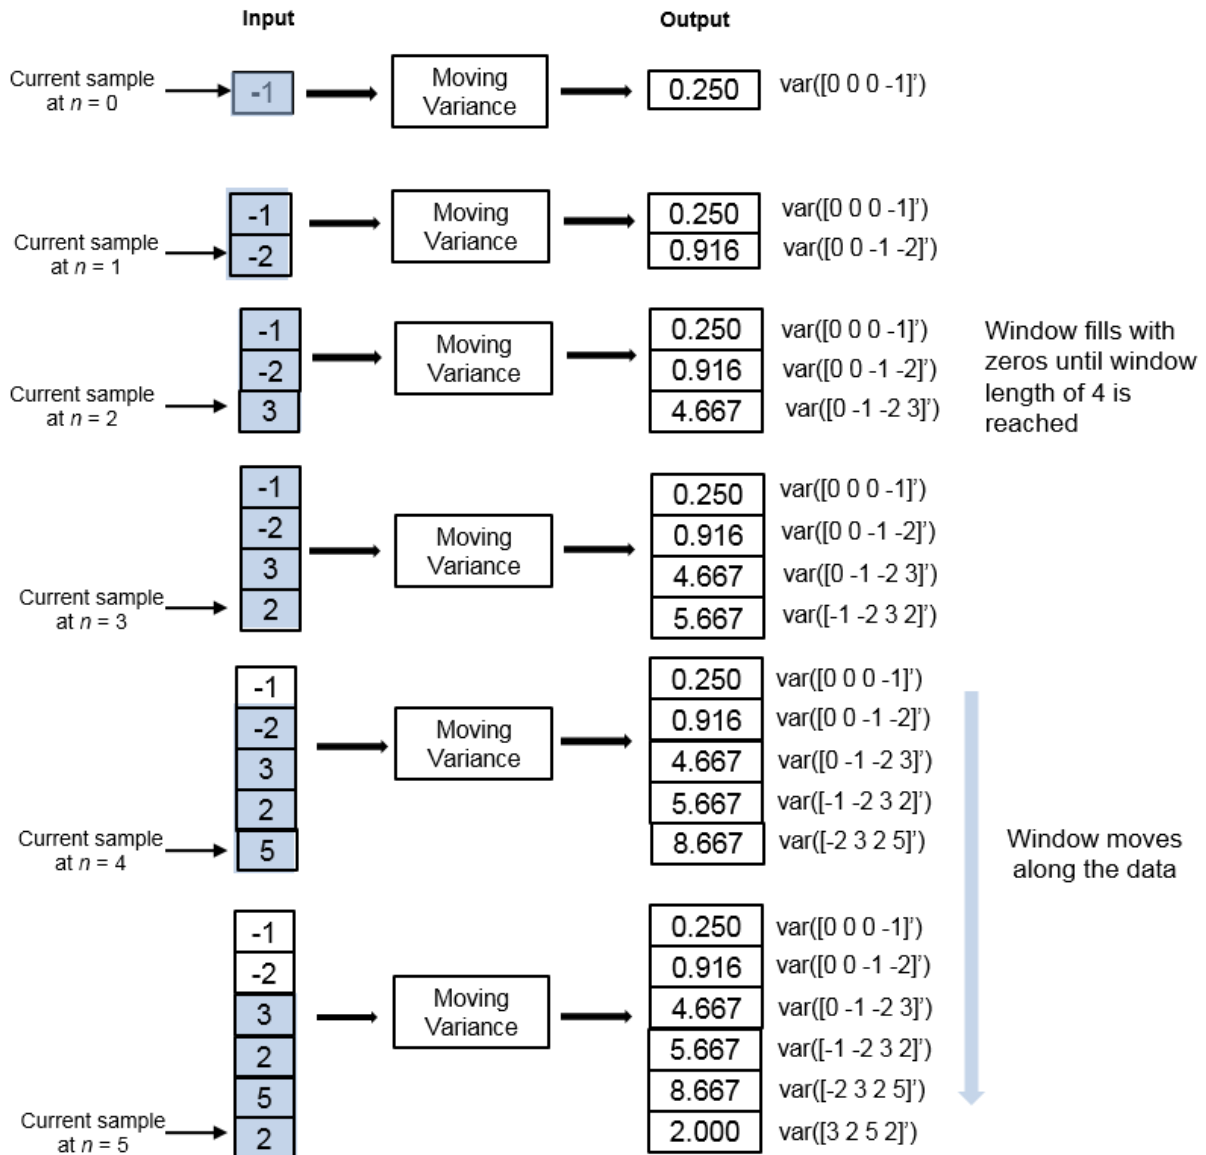 Input Output
Current sample
at n = 0
-1
Moving
Variance
0.250 var([0 0 0 -1]')
-1
Current sample
at n = 1
-2
Moving
Variance
0.250 var([0 0 0 -1]')
0.916 var([0 0 -1 -2]')
-1
-2
Current sample
at n = 2
3
Moving
Variance
0.250 var([0 0 0 -1]')
0.916 var([0 0 -1 -2]')
4.667 var([0 -1 -2 3]')
Window fills with
zeros until window
length of 4 is
reached
-1
-2
3
Current sample
at n = 3
2
Moving
Variance
0.250 var([0 0 0 -1]')
0.916 var([0 0 -1 -2]')
4.667 var([0 -1 -2 3]')
5.667 var([-1 -2 3 2]')
-1
-2
3
2
Current sample
at n = 4
5
Moving
Variance
0.250 var([0 0 0 -1]')
0.916 var([0 0 -1 -2]')
4.667 var([0 -1 -2 3]')
5.667 var([-1 -2 3 2]')
8.667 var([-2 3 2 5]')
Window moves
along the data
-1
-2
3
2
5
Current sample
at n = 5
2
Moving
Variance
0.250 var([0 0 0 -1]')
0.916 var([0 0 -1 -2]')
4.667 var([0 -1 -2 3]')
5.667 var([-1 -2 3 2]')
8.667 var([-2 3 2 5]')
2.000 var([3 2 5 2]')